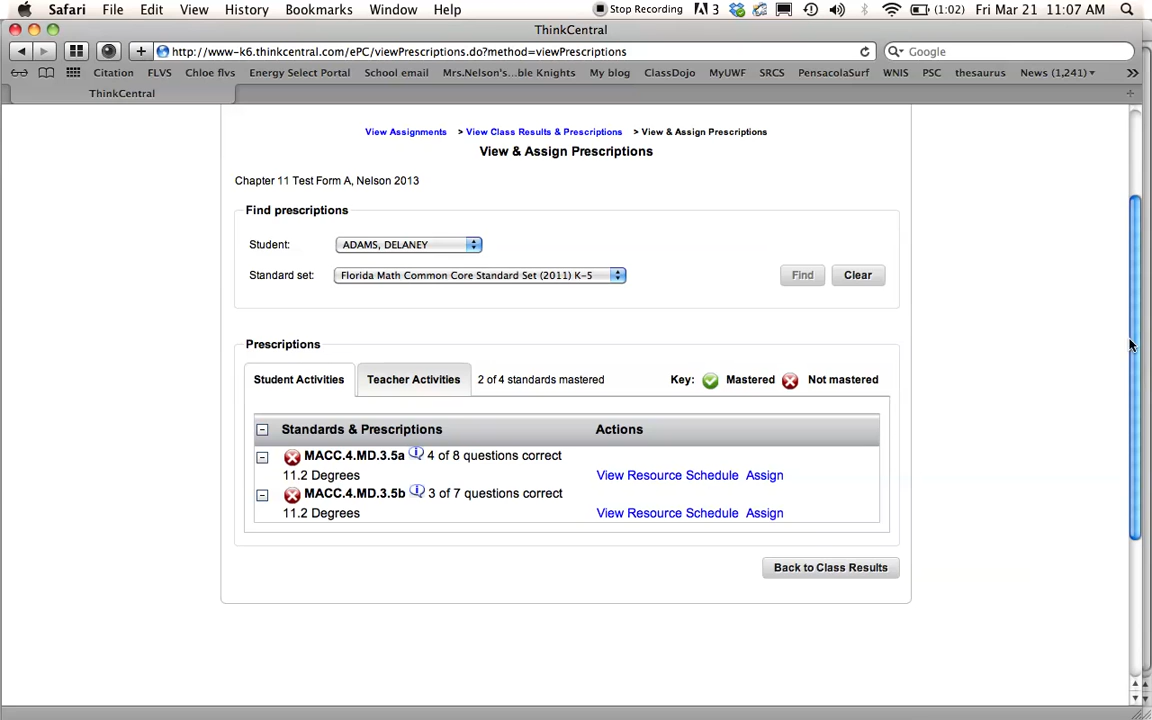 Safari File Edit View History Bookmarks Window Help Stop Recording 3 (1:02) Fri Mar 21 11:07 AM
ThinkCentral
http://www-k6.thinkcentral.com/ePC/viewPrescriptions.do?method=viewPrescriptions Google
Citation FLVS Chloe flvs Energy Select Portal School email Mrs.Nelson's...ble Knights My blog ClassDojo MyUWF SRCS PensacolaSurf WNIS PSC thesaurus News (1,241)
ThinkCentral
View Assignments > View Class Results & Prescriptions > View & Assign Prescriptions
View & Assign Prescriptions
Chapter 11 Test Form A, Nelson 2013
Find prescriptions
Student: ADAMS, DELANEY
Standard set: Florida Math Common Core Standard Set (2011) K-5 Find Clear
Prescriptions
Student Activities Teacher Activities 2 of 4 standards mastered Key: Mastered Not mastered
Standards & Prescriptions Actions
MACC.4.MD.3.5a 4 of 8 questions correct
11.2 Degrees View Resource Schedule Assign
MACC.4.MD.3.5b 3 of 7 questions correct
11.2 Degrees View Resource Schedule Assign
Back to Class Results